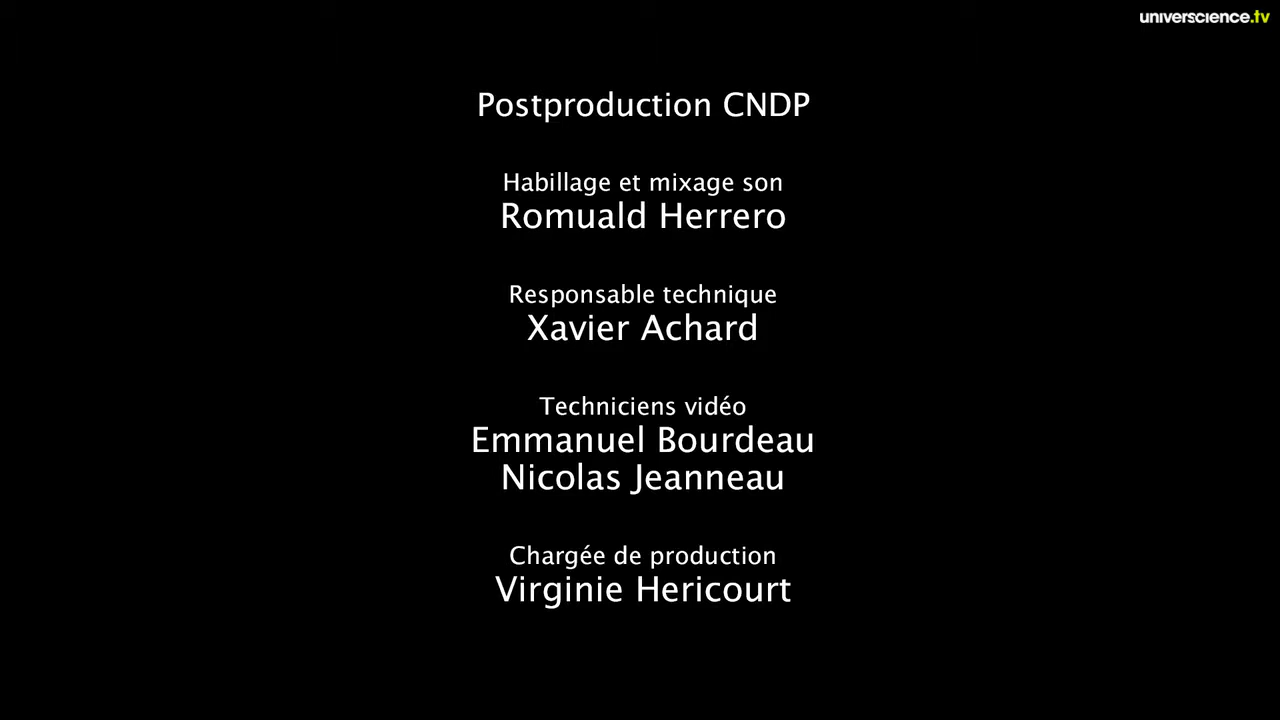 universcience.tv
Postproduction CNDP
Habillage et mixage son
Romuald Herrero
Responsable technique
Xavier Achard
Techniciens vidéo
Emmanuel Bourdeau
Nicolas Jeanneau
Chargée de production
Virginie Hericourt